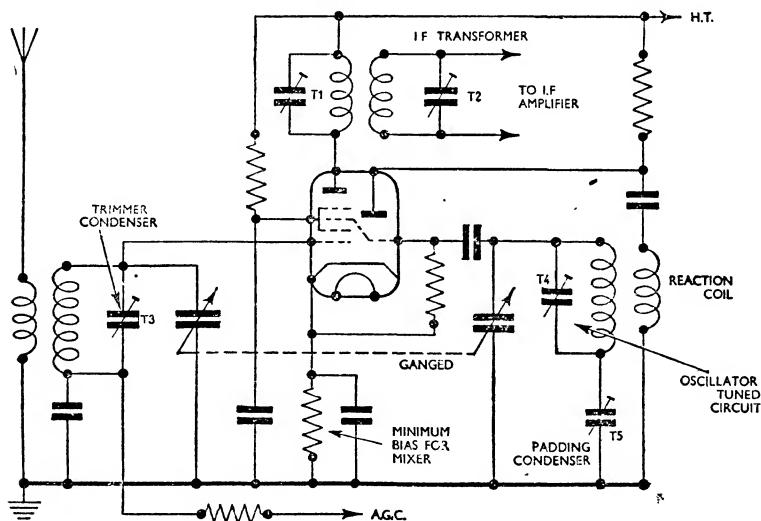 H.T.
I.F TRANSFORMER
T1
T2
TO I.F
AMPLIFIER
TRIMMER
CONDENSER
T3
T4
REACTION
COIL
GANGED
OSCILLATOR
TUNED
CIRCUIT
MINIMUM
BIAS FOR
MIXER
PADDING
CONDENSER
T5
A.G.C.